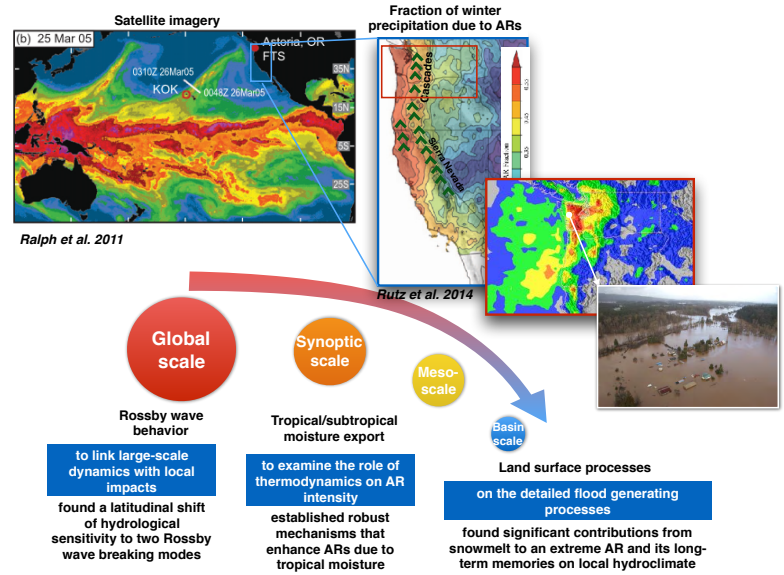 Satellite imagery
Fraction of winter
precipitation due to ARs
(b) 25 Mar 05
Astoria, OR
FTS
0310Z 26Mar05
KOK
0048Z 26Mar05
35N
15N
5S
25S
Cascades
Sierra Nevada
0.55
0.45
0.35
Ralph et al. 2011
Rutz et al. 2014
Global
scale
Synoptic
scale
Meso-
scale
Basin
scale
Rossby wave
behavior
to link large-scale
dynamics with local
impacts
found a latitudinal shift
of hydrological
sensitivity to two Rossby
wave breaking modes
Tropical/subtropical
moisture export
to examine the role of
thermodynamics on AR
intensity
established robust
mechanisms that
enhance ARs due to
tropical moisture
Land surface processes
on the detailed flood generating
processes
found significant contributions from
snowmelt to an extreme AR and its long-
term memories on local hydroclimate